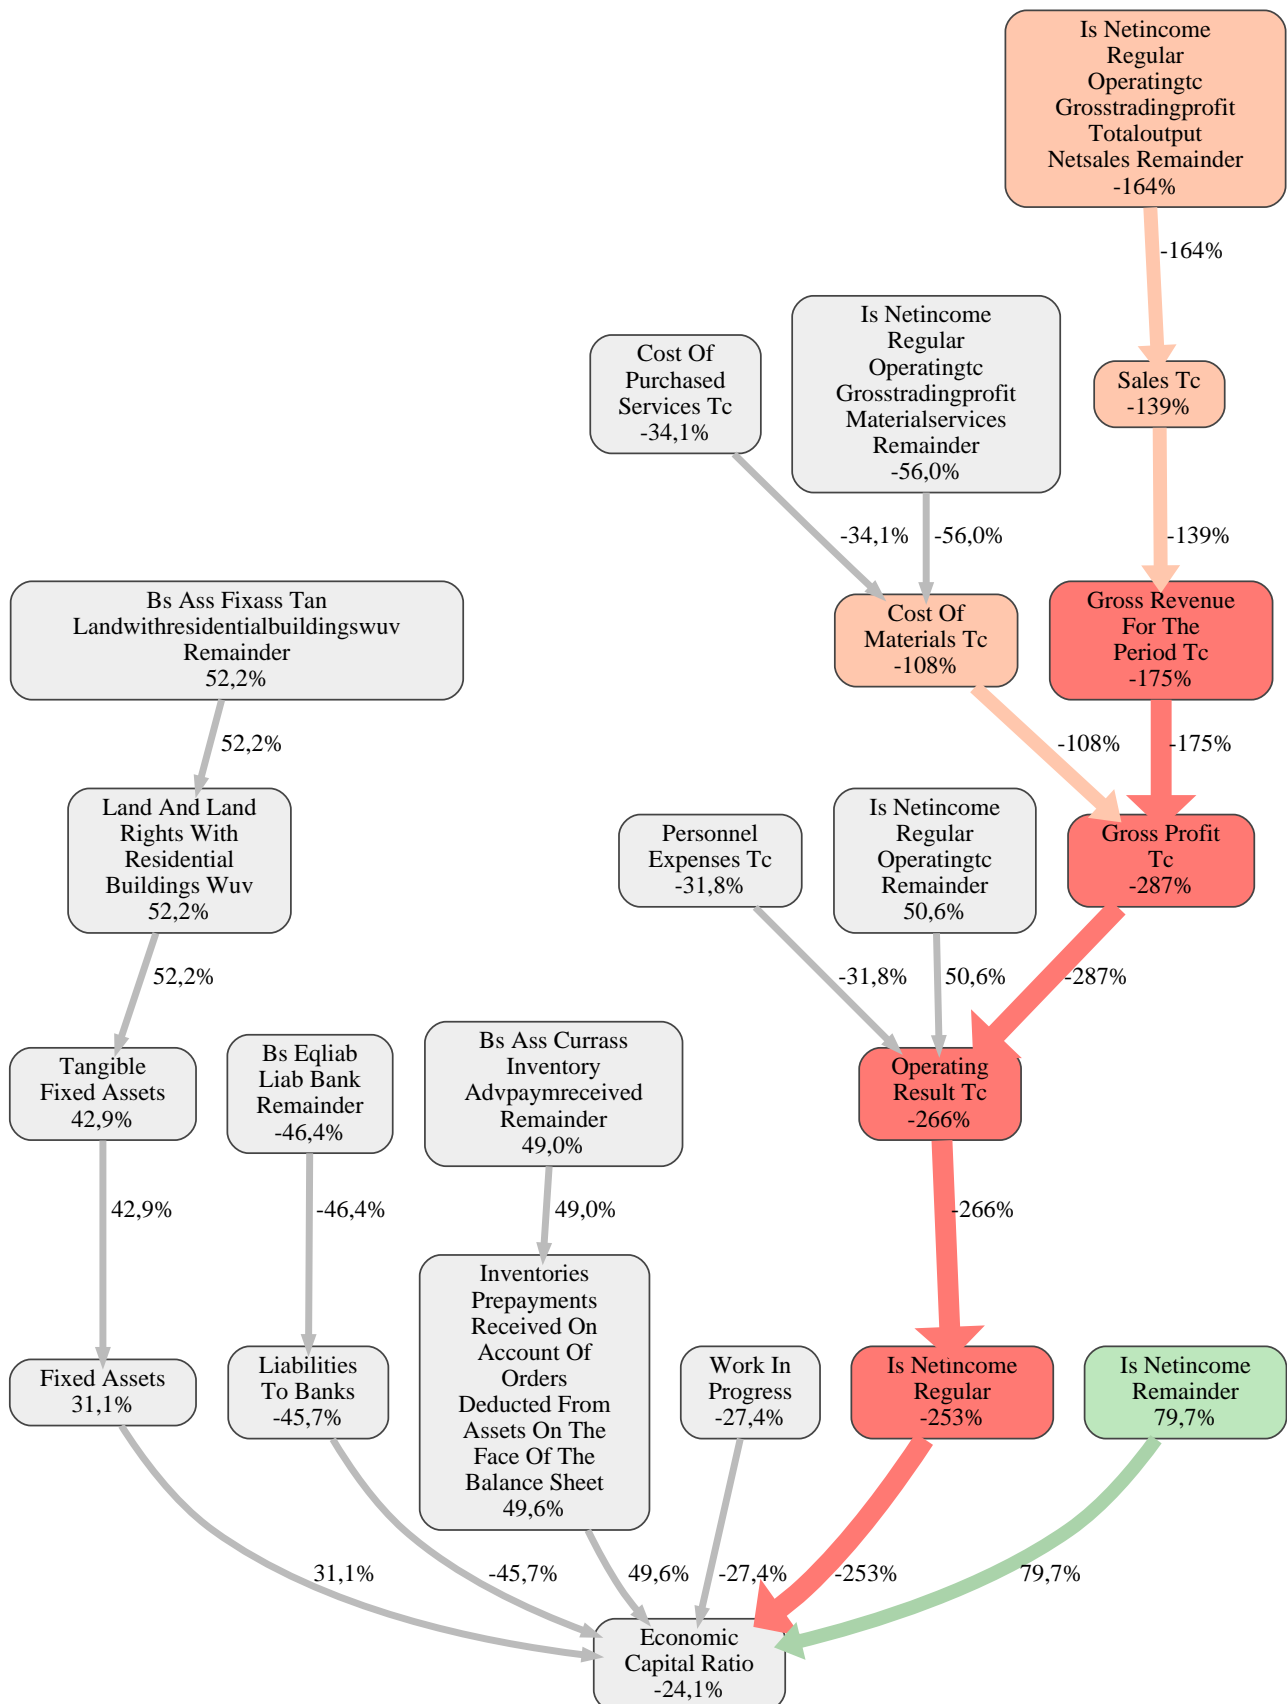 Is Netincome
Regular
Operatingtc
Grosstradingprofit
Totaloutput
Netsales Remainder
-164%
-164%
Is Netincome
Regular
Operatingtc
Grosstradingprofit
Materialservices
Remainder
-56,0%
Cost Of
Purchased
Services Tc
-34,1%
Sales Tc
-139%
-34,1%
-56,0%
-139%
Bs Ass Fixass Tan
Landwithresidentialbuildingswuv
Remainder
52,2%
Cost Of
Materials Tc
-108%
Gross Revenue
For The
Period Tc
-175%
52,2%
-108%
-175%
Land And Land
Rights With
Residential
Buildings Wuv
52,2%
Personnel
Expenses Tc
-31,8%
Is Netincome
Regular
Operatingtc
Remainder
50,6%
Gross Profit
Tc
-287%
52,2%
-31,8%
50,6%
-287%
Tangible
Fixed Assets
42,9%
Bs Eqliab
Liab Bank
Remainder
-46,4%
Bs Ass Currass
Inventory
Advpaymreceived
Remainder
49,0%
Operating
Result Tc
-266%
42,9%
-46,4%
49,0%
-266%
Fixed Assets
31,1%
Liabilities
To Banks
-45,7%
Inventories
Prepayments
Received On
Account Of
Orders
Deducted From
Assets On The
Face Of The
Balance Sheet
49,6%
Work In
Progress
-27,4%
Is Netincome
Regular
-253%
Is Netincome
Remainder
79,7%
31,1%
-45,7%
49,6%
-27,4%
-253%
79,7%
Economic
Capital Ratio
-24,1%